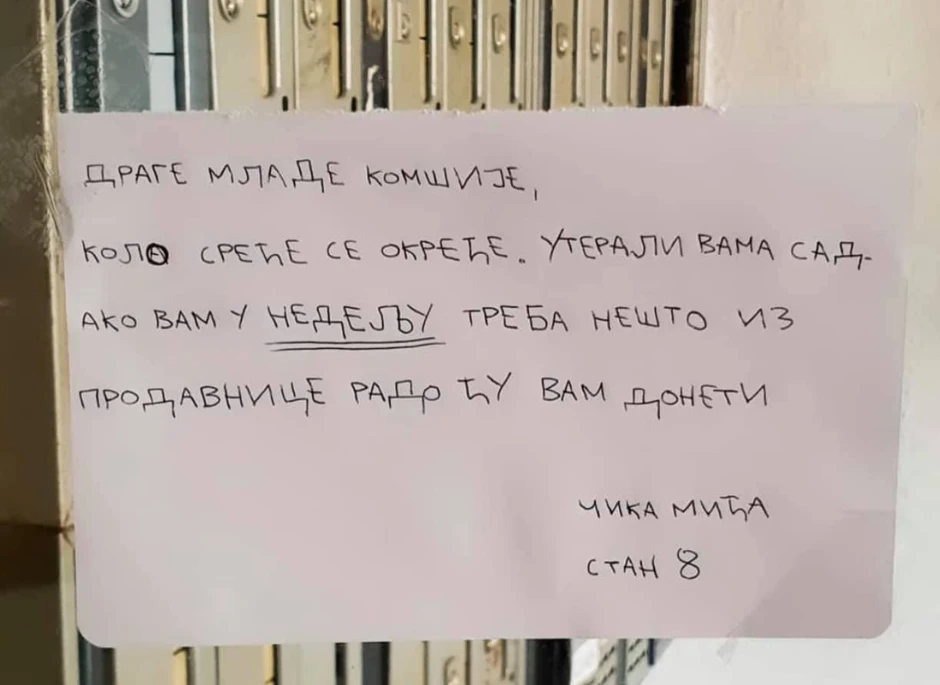 ДРАГЕ МЛАДЕ КОМШИЈЕ,
КОЛО СРЕЋЕ СЕ ОКРЕЋЕ. УТЕРАЛИ ВАМА САД.
АКО ВАМ У НЕДЕЉУ ТРЕБА НЕШТО ИЗ
ПРОДАВНИЦЕ РАДО ЋУ ВАМ ДОНЕТИ
ЧИКА МИЋА
СТАН 8